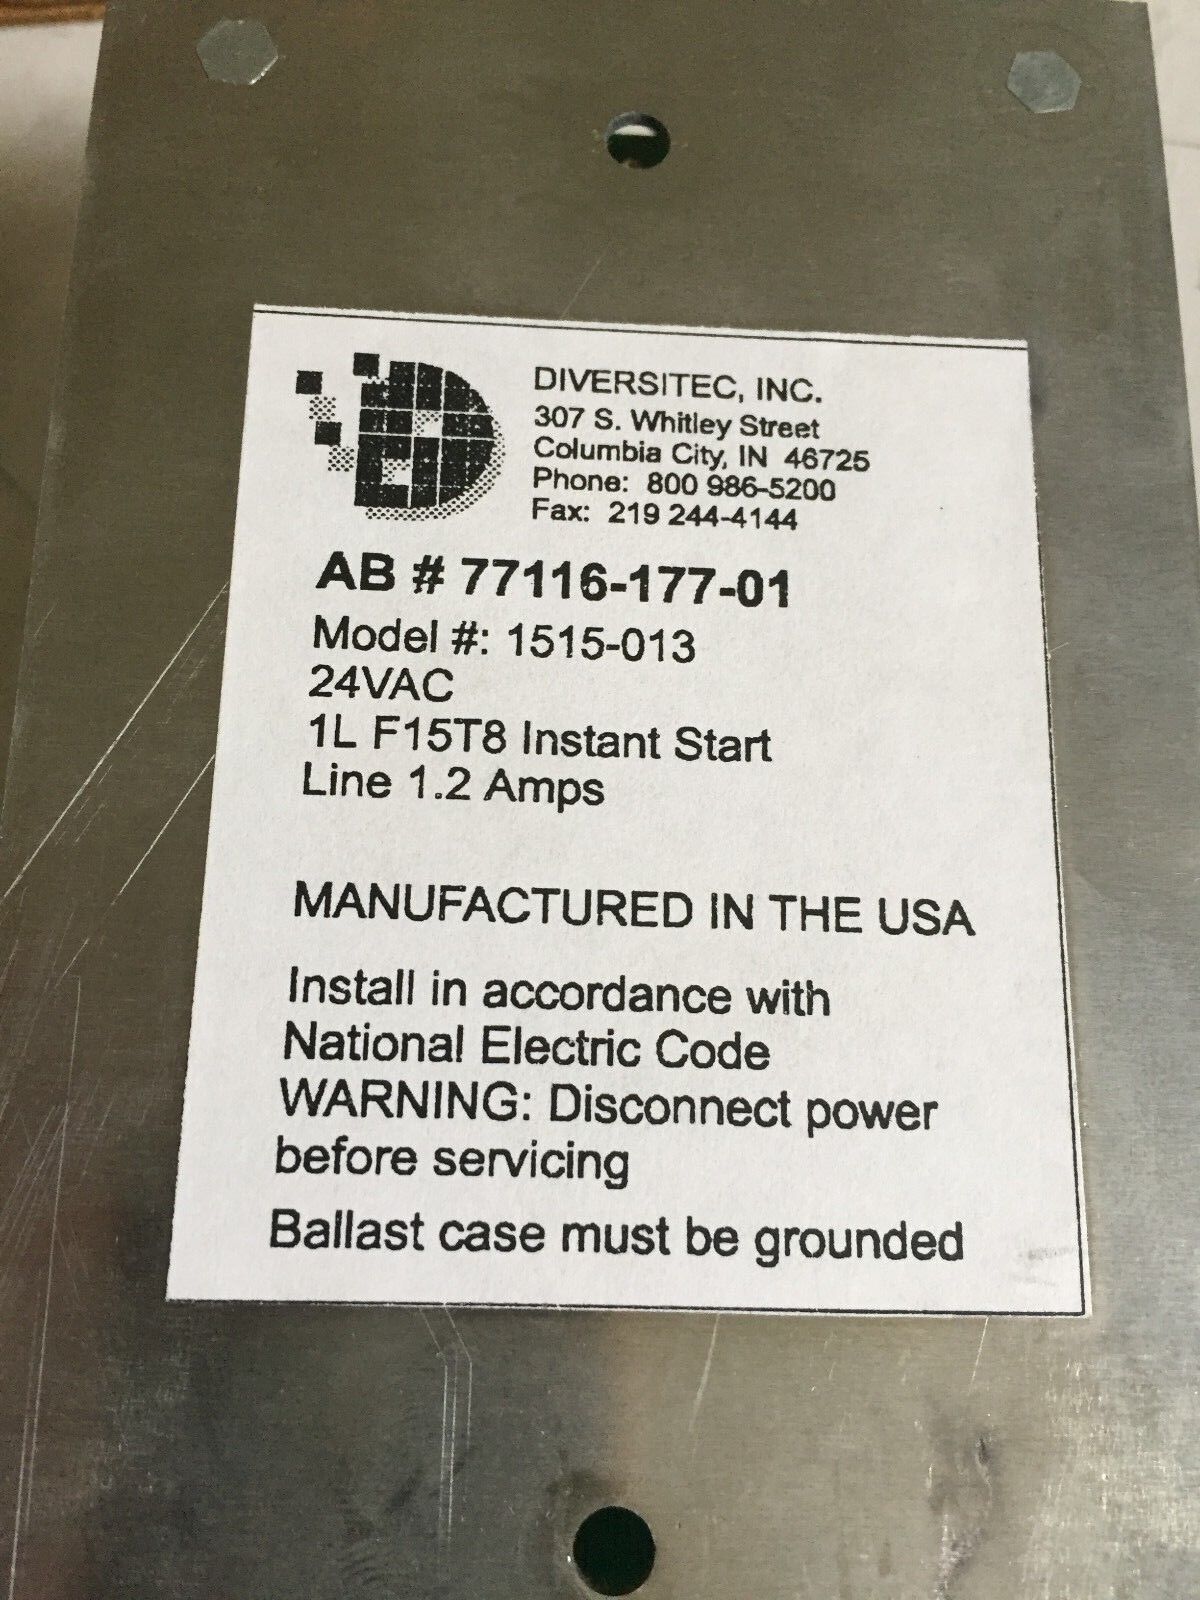 DIVERSITEC, INC.
307 S. Whitley Street
Columbia City, IN 46725
Phone: 800 986-5200
Fax: 219 244-4144
AB # 77116-177-01
Model #: 1515-013
24VAC
1L F15T8 Instant Start
Line 1.2 Amps
MANUFACTURED IN THE USA
Install in accordance with
National Electric Code
WARNING: Disconnect power
before servicing
Ballast case must be grounded